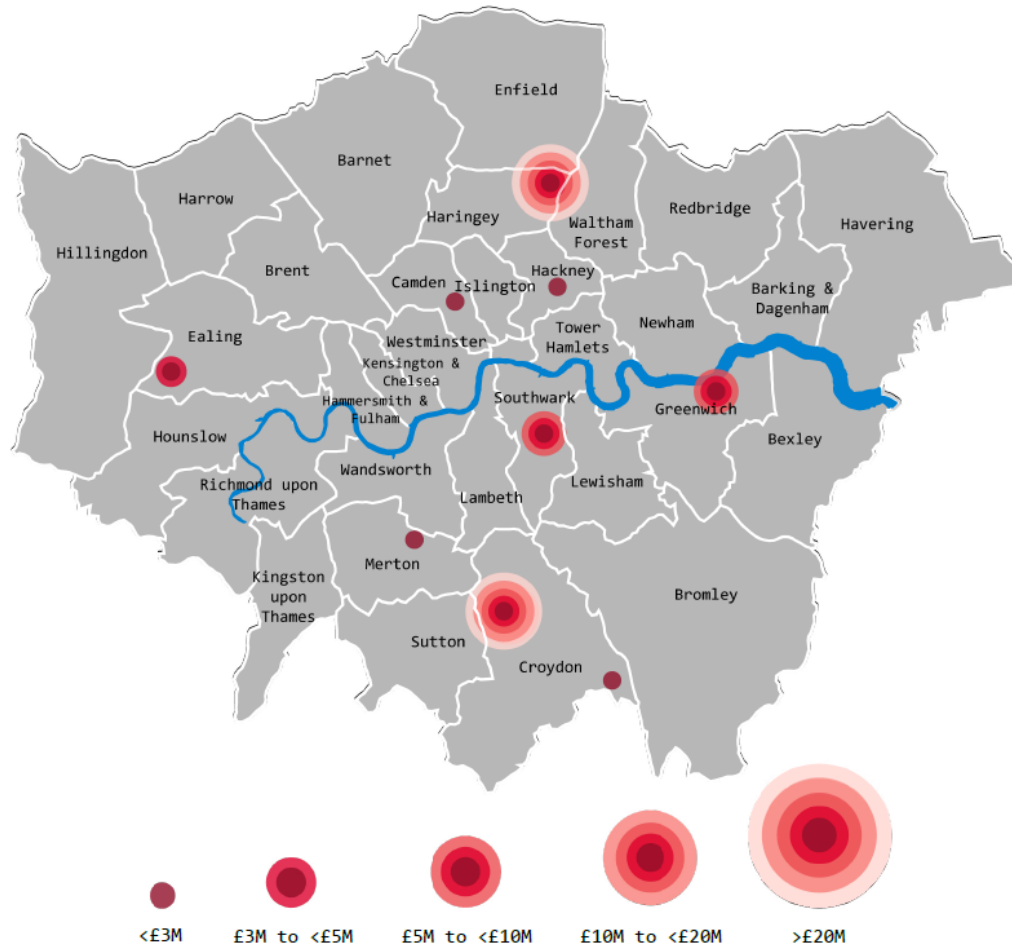 Enfield
Barnet
Harrow
Haringey
Waltham
Forest
Redbridge
Havering
Hillingdon
Brent
Camden
Islington
Hackney
Barking &
Dagenham
Ealing
Westminster
Tower
Hamlets
Newham
Kensington &
Chelsea
Hammersmith &
Fulham
Southwark
Greenwich
Hounslow
Bexley
Wandsworth
Richmond upon
Thames
Lambeth
Lewisham
Merton
Kingston
upon
Thames
Bromley
Sutton
Croydon
<£3M
£3M to <£5M
£5M to <£10M
£10M to <£20M
>£20M